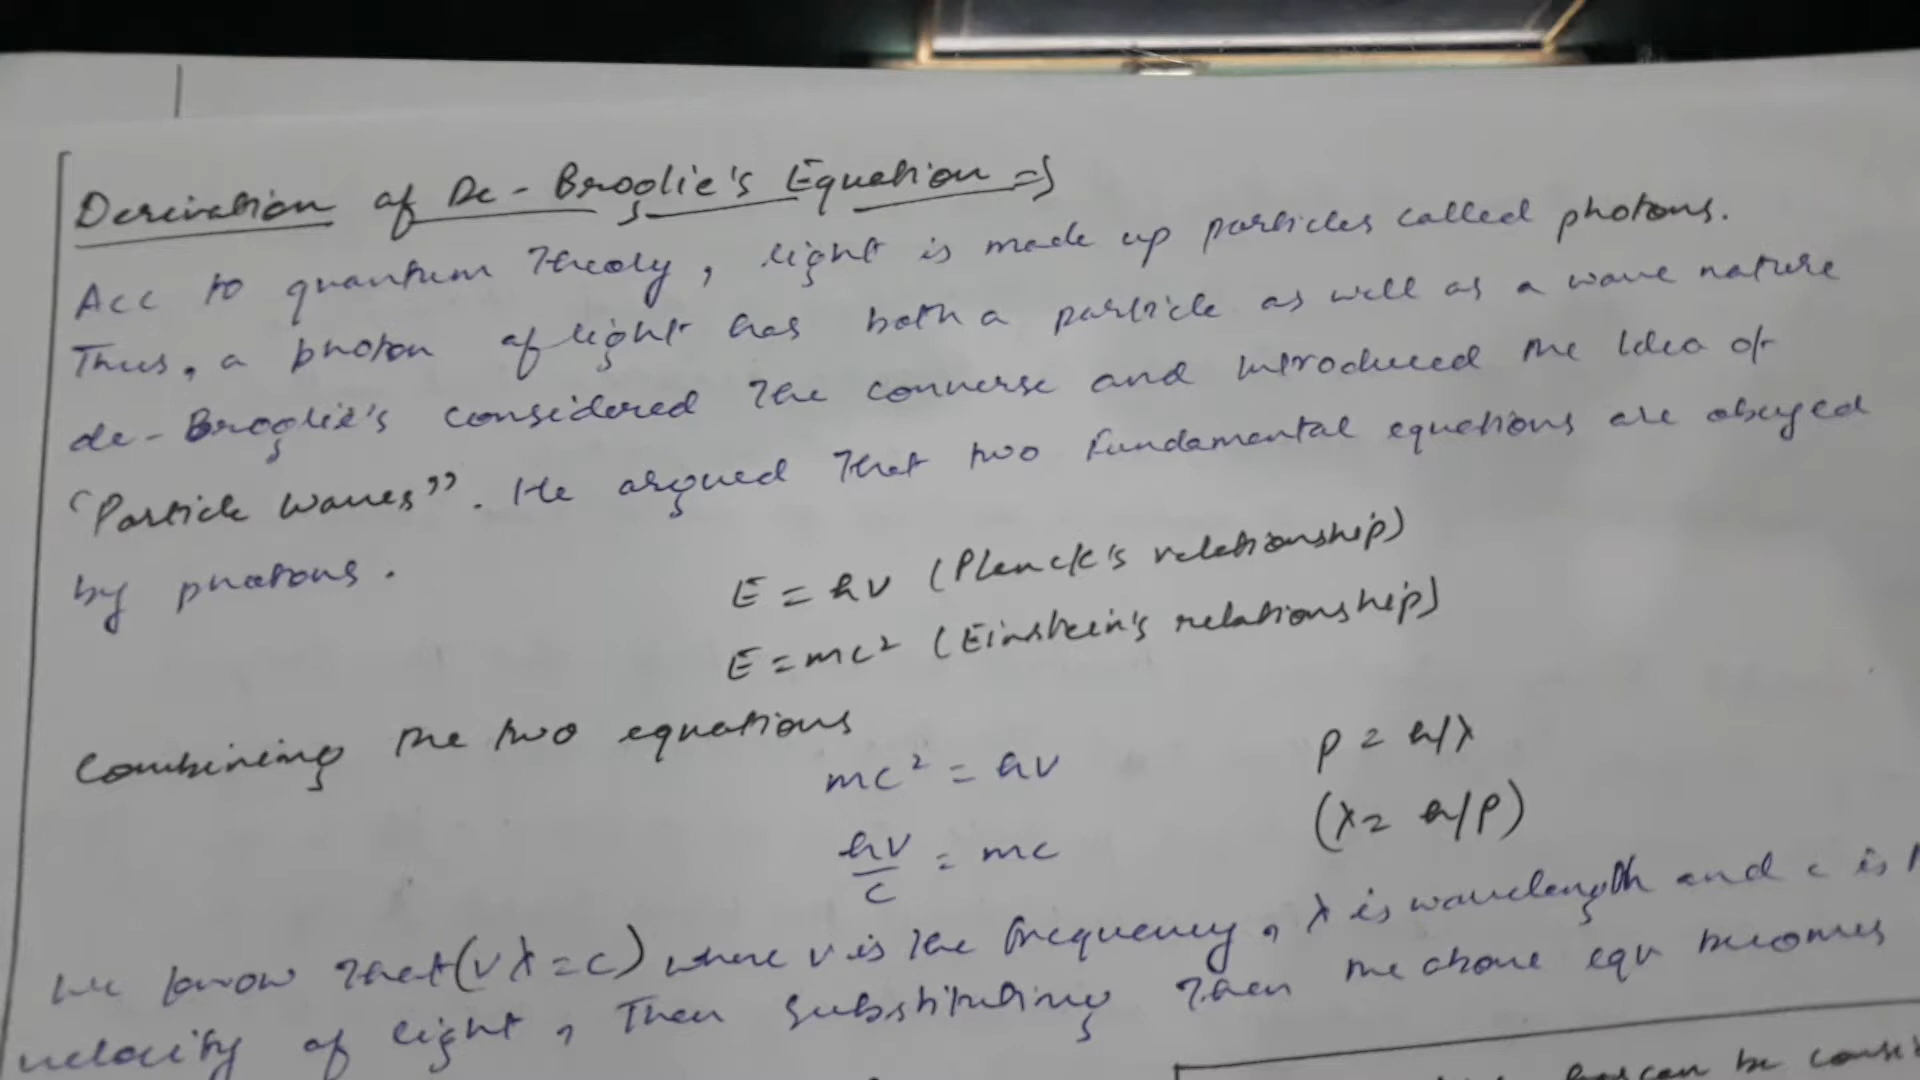 Derivation of De-Broglie's Equation ⇒
Acc to quantum theory, light is made up particles called photons.
Thus, a photon of light has both a particle as well as a wave nature
de-Broglie's considered the converse and introduced the idea of
"Particle waves". He argued that two fundamental equations are obeyed
by photons.
E = hν (Planck's relationship)
E = mc² (Einstein's relationship)
Combining the two equations
mc² = hν
p = h/λ
hν/c = mc
(λ = h/p)
We know that (νλ = c) where ν is the frequency, λ is wavelength and c is
velocity of light, Then substituting then the above eqn becomes
can be